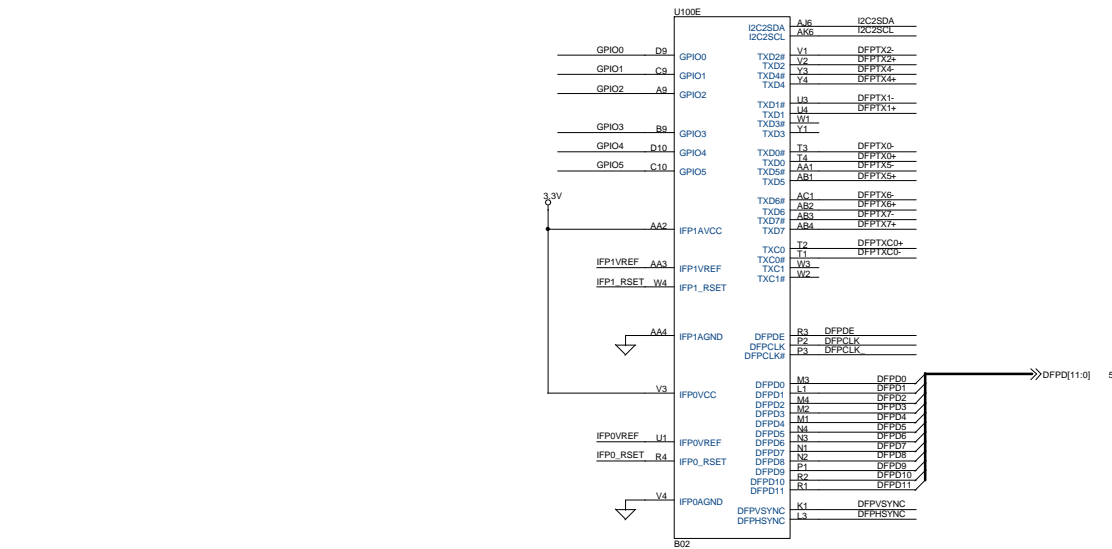 U100E
I2C2SDA AJ6 I2C2SDA
I2C2SCL AK6 I2C2SCL
GPIO0 D9 GPIO0 TXD2# V1 DFPTX2-
TXD2 V2 DFPTX2+
GPIO1 C9 GPIO1 TXD4# Y3 DFPTX4-
TXD4 Y4 DFPTX4+
GPIO2 A9 GPIO2
TXD1# U3 DFPTX1-
TXD1 U4 DFPTX1+
TXD3# W1
GPIO3 B9 GPIO3 TXD3 Y1
GPIO4 D10 GPIO4 TXD0# T3 DFPTX0-
TXD0 T4 DFPTX0+
GPIO5 C10 GPIO5 TXD5# AA1 DFPTX5-
TXD5 AB1 DFPTX5+
3.3V
TXD6# AC1 DFPTX6-
TXD6 AB2 DFPTX6+
TXD7# AB3 DFPTX7-
AA2 IFP1AVCC TXD7 AB4 DFPTX7+
TXC0 T2 DFPTXC0+
TXC0# T1 DFPTXC0-
IFP1VREF AA3 IFP1VREF TXC1 W3
TXC1# W2
IFP1_RSET W4 IFP1_RSET
AA4 IFP1AGND DFPDE R3 DFPDE
DFPCLK P2 DFPCLK
DFPCLK# P3 DFPCLK_
DFPD0 M3 DFPD0 DFPD[11:0] 5
V3 IFP0VCC DFPD1 L1 DFPD1
DFPD2 M4 DFPD2
DFPD3 M2 DFPD3
DFPD4 M1 DFPD4
DFPD5 N4 DFPD5
IFP0VREF U1 IFP0VREF DFPD6 N3 DFPD6
DFPD7 N1 DFPD7
IFP0_RSET R4 IFP0_RSET DFPD8 N2 DFPD8
DFPD9 P1 DFPD9
DFPD10 R2 DFPD10
DFPD11 R1 DFPD11
V4 IFP0AGND DFPVSYNC K1 DFPVSYNC
DFPHSYNC L3 DFPHSYNC
B02